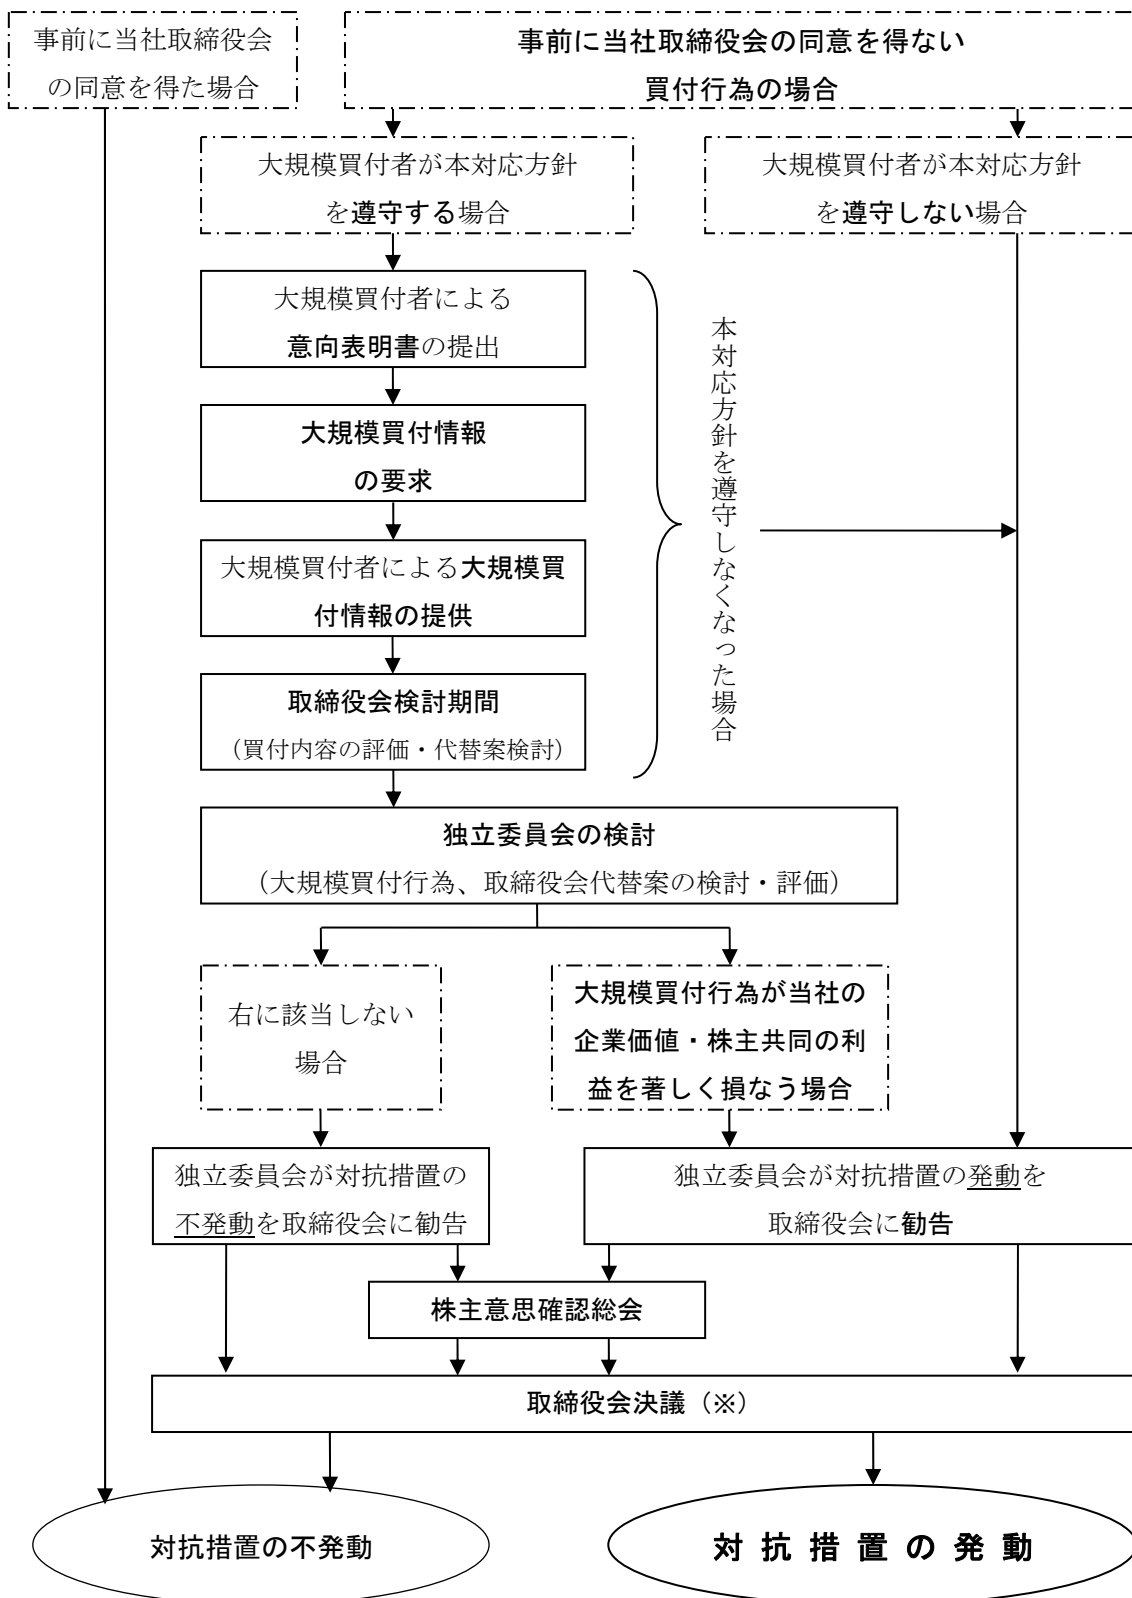 事前に当社取締役会
の同意を得た場合
事前に当社取締役会の同意を得ない
買付行為の場合
大規模買付者が本対応方針
を遵守する場合
大規模買付者が本対応方針
を遵守しない場合
大規模買付者による
意向表明書の提出
大規模買付情報
の要求
大規模買付者による大規模買
付情報の提供
取締役会検討期間
（買付内容の評価・代替案検討）
本対応方針を遵守しなくなった場合
独立委員会の検討
（大規模買付行為、取締役会代替案の検討・評価）
右に該当しない
場合
大規模買付行為が当社の
企業価値・株主共同の利
益を著しく損なう場合
独立委員会が対抗措置の
不発動を取締役会に勧告
独立委員会が対抗措置の発動を
取締役会に勧告
株主意思確認総会
取締役会決議（※）
対抗措置の不発動
対抗措置の発動